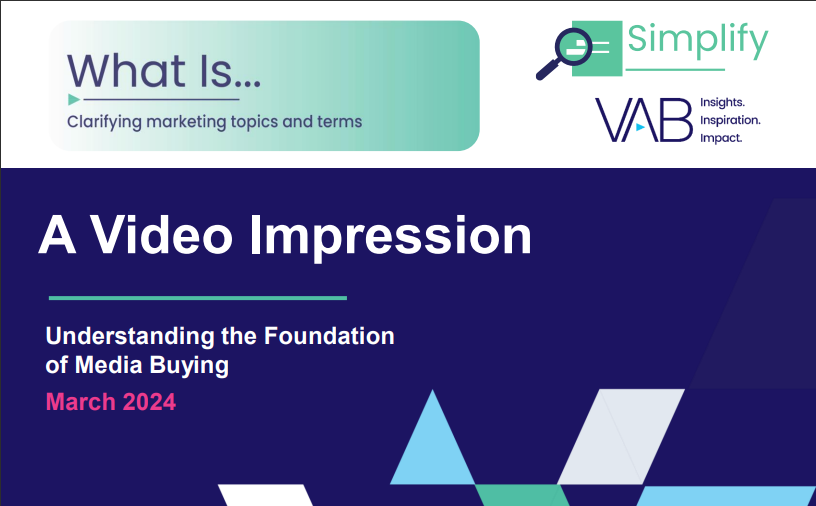 What Is...
Clarifying marketing topics and terms
Simplify
VAB
Insights.
Inspiration.
Impact.
A Video Impression
Understanding the Foundation
of Media Buying
March 2024